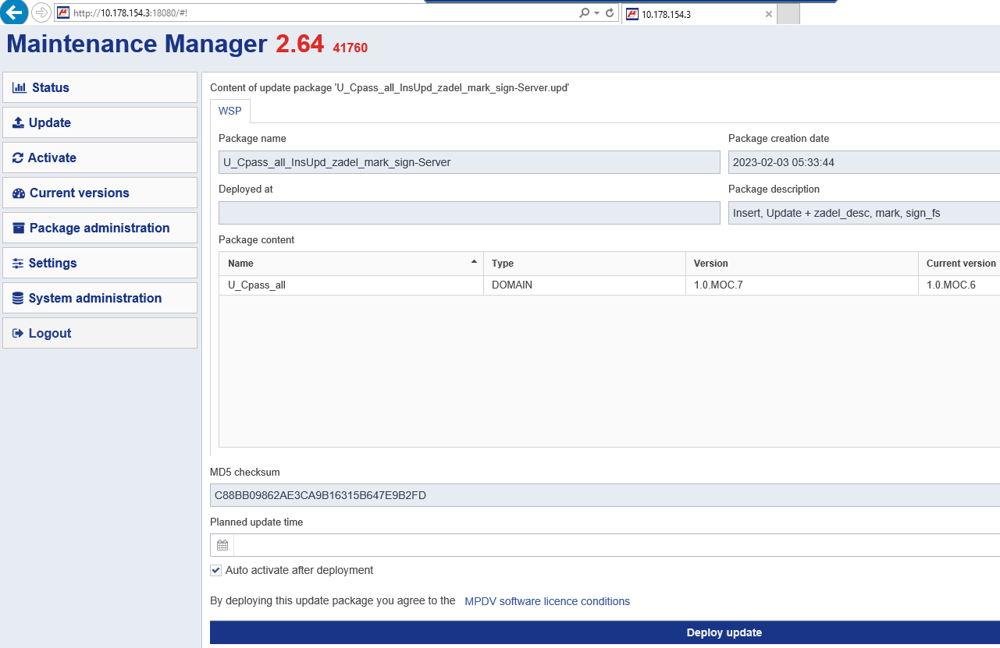 http://10.178.154.3:18080/#!
10.178.154.3
Maintenance Manager 2.64 41760
Status
Update
Activate
Current versions
Package administration
Settings
System administration
Logout
Content of update package 'U_Cpass_all_InsUpd_zadel_mark_sign-Server.upd'
WSP
Package name Package creation date
U_Cpass_all_InsUpd_zadel_mark_sign-Server 2023-02-03 05:33:44
Deployed at Package description
Insert, Update + zadel_desc, mark, sign_fs
Package content
Name Type Version Current version
U_Cpass_all DOMAIN 1.0.MOC.7 1.0.MOC.6
MD5 checksum
C88BB09862AE3CA9B16315B647E9B2FD
Planned update time
Auto activate after deployment
By deploying this update package you agree to the MPDV software licence conditions
Deploy update